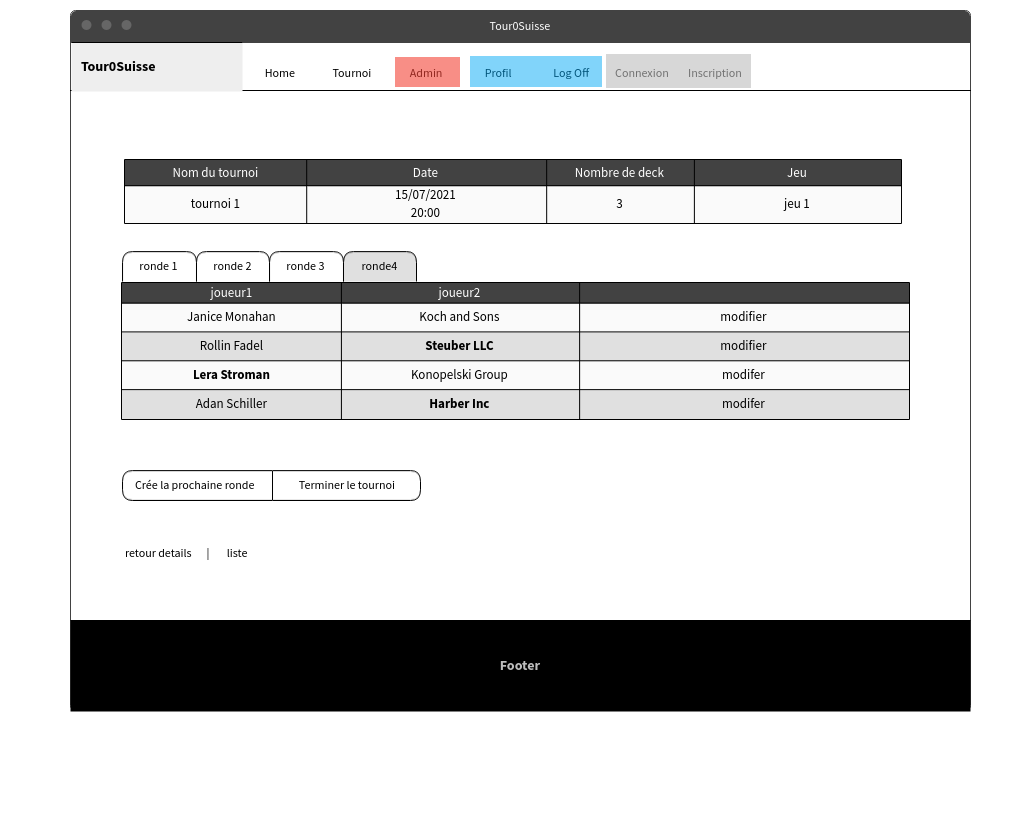 Tour0Suisse
Tour0Suisse
Home Tournoi Admin Profil Log Off Connexion Inscription
Nom du tournoi Date Nombre de deck Jeu
tournoi 1 15/07/2021 3 jeu 1
20:00
ronde 1 ronde 2 ronde 3 ronde4
joueur1 joueur2
Janice Monahan Koch and Sons modifier
Rollin Fadel Steuber LLC modifier
Lera Stroman Konopelski Group modifer
Adan Schiller Harber Inc modifer
Crée la prochaine ronde Terminer le tournoi
retour details | liste
Footer